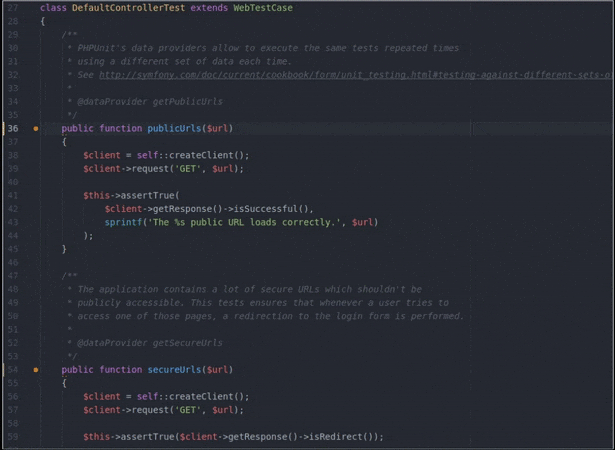 27 class DefaultControllerTest extends WebTestCase
28 {
29 /**
30 * PHPUnit's data providers allow to execute the same tests repeated times
31 * using a different set of data each time.
32 * See http://symfony.com/doc/current/cookbook/form/unit_testing.html#testing-against-different-sets-o
33 *
34 * @dataProvider getPublicUrls
35 */
36 public function publicUrls($url)
37 {
38 $client = self::createClient();
39 $client->request('GET', $url);
40
41 $this->assertTrue(
42 $client->getResponse()->isSuccessful(),
43 sprintf('The %s public URL loads correctly.', $url)
44 );
45 }
46
47 /**
48 * The application contains a lot of secure URLs which shouldn't be
49 * publicly accessible. This tests ensures that whenever a user tries to
50 * access one of those pages, a redirection to the login form is performed.
51 *
52 * @dataProvider getSecureUrls
53 */
54 public function secureUrls($url)
55 {
56 $client = self::createClient();
57 $client->request('GET', $url);
58
59 $this->assertTrue($client->getResponse()->isRedirect());